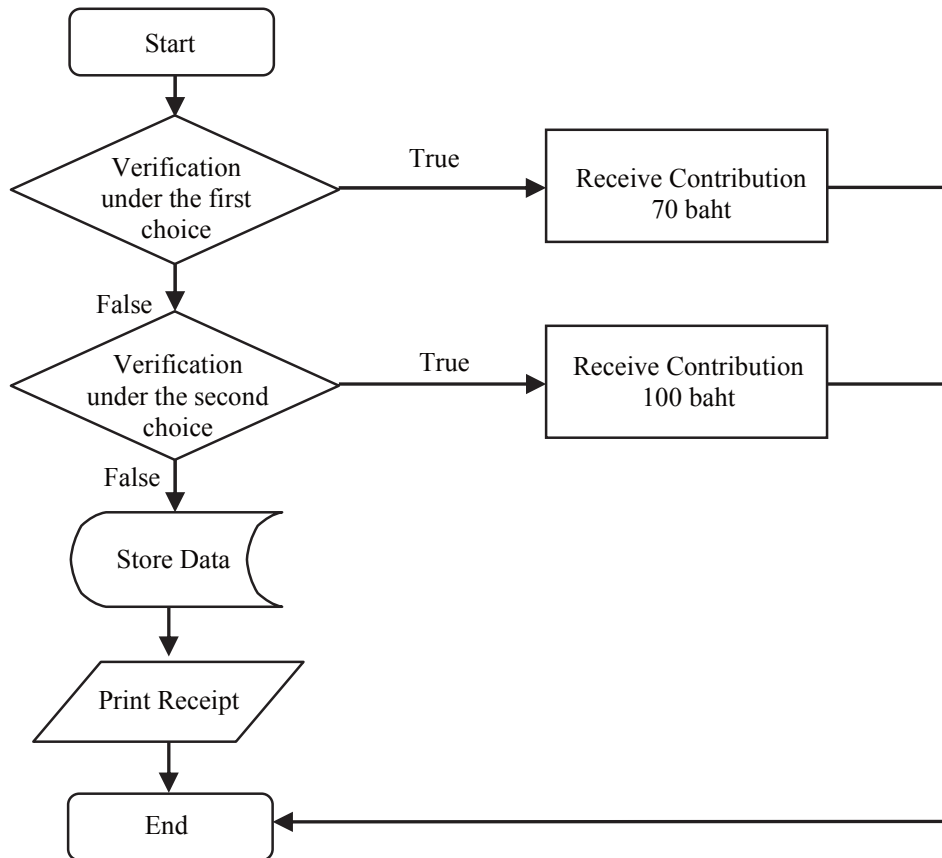 Start
Verification
under the first
choice
True
Receive Contribution
70 baht
False
Verification
under the second
choice
True
Receive Contribution
100 baht
False
Store Data
Print Receipt
End